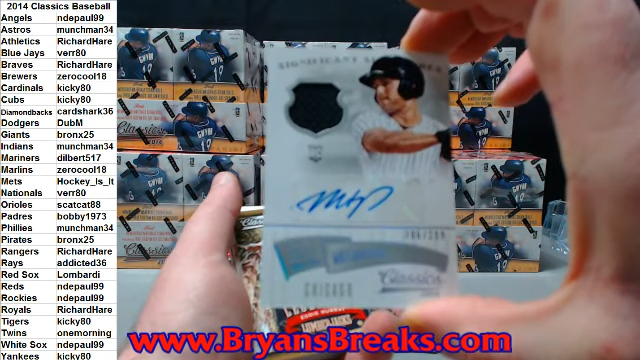 2014 Classics Baseball
Angels ndepaul99
Astros munchman34
Athletics RichardHare
Blue Jays verr80
Braves RichardHare
Brewers zerocool18
Cardinals kicky80
Cubs kicky80
Diamondbacks cardshark36
Dodgers DubM
Giants bronx25
Indians munchman34
Mariners dilbert517
Marlins zerocool18
Mets Hockey_Is_It
Nationals verr80
Orioles scatcat88
Padres bobby1973
Phillies munchman34
Pirates bronx25
Rangers RichardHare
Rays addicted36
Red Sox Lombardi
Reds ndepaul99
Rockies ndepaul99
Royals RichardHare
Tigers kicky80
Twins onemorning
White Sox ndepaul99
Yankees kicky80
SIGNIFICANT
CHICAGO
Classics
GWYNN
www.BryansBreaks.com